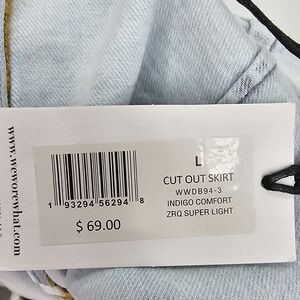 www.weworewhat.com
L
CUT OUT SKIRT
WWDB94-3
INDIGO COMFORT
ZRQ SUPER LIGHT
1 93294 56294 8
$ 69.00